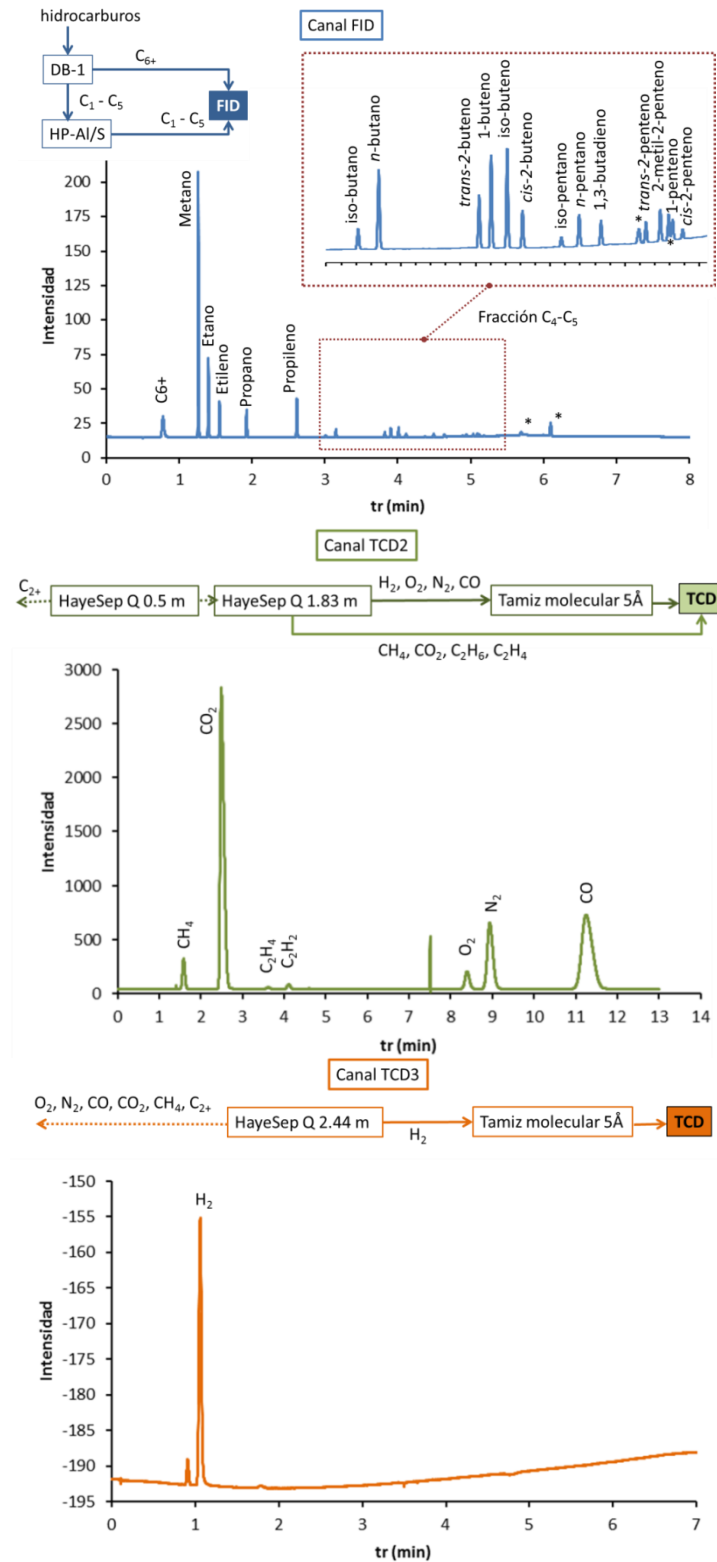 hidrocarburos
DB-1
C6+
FID
C1 - C5
HP-Al/S
C1 - C5
Canal FID
iso-butano
n-butano
trans-2-buteno
1-buteno
iso-buteno
cis-2-buteno
iso-pentano
n-pentano
1,3-butadieno
*
trans-2-penteno
2-metil-2-penteno
*
1-penteno
cis-2-penteno
Fracción C4-C5
Intensidad
200
175
150
125
100
75
50
25
0
C6+
Metano
Etano
Etileno
Propano
Propileno
*
*
0 1 2 3 4 5 6 7 8
tr (min)
Canal TCD2
C2+
HayeSep Q 0.5 m
HayeSep Q 1.83 m
H2, O2, N2, CO
Tamiz molecular 5Å
TCD
CH4, CO2, C2H6, C2H4
Intensidad
3000
2500
2000
1500
1000
500
0
CH4
CO2
C2H4
C2H2
O2
N2
CO
0 1 2 3 4 5 6 7 8 9 10 11 12 13 14
tr (min)
Canal TCD3
O2, N2, CO, CO2, CH4, C2+
HayeSep Q 2.44 m
H2
Tamiz molecular 5Å
TCD
Intensidad
-150
-155
-160
-165
-170
-175
-180
-185
-190
-195
H2
0 1 2 3 4 5 6 7
tr (min)